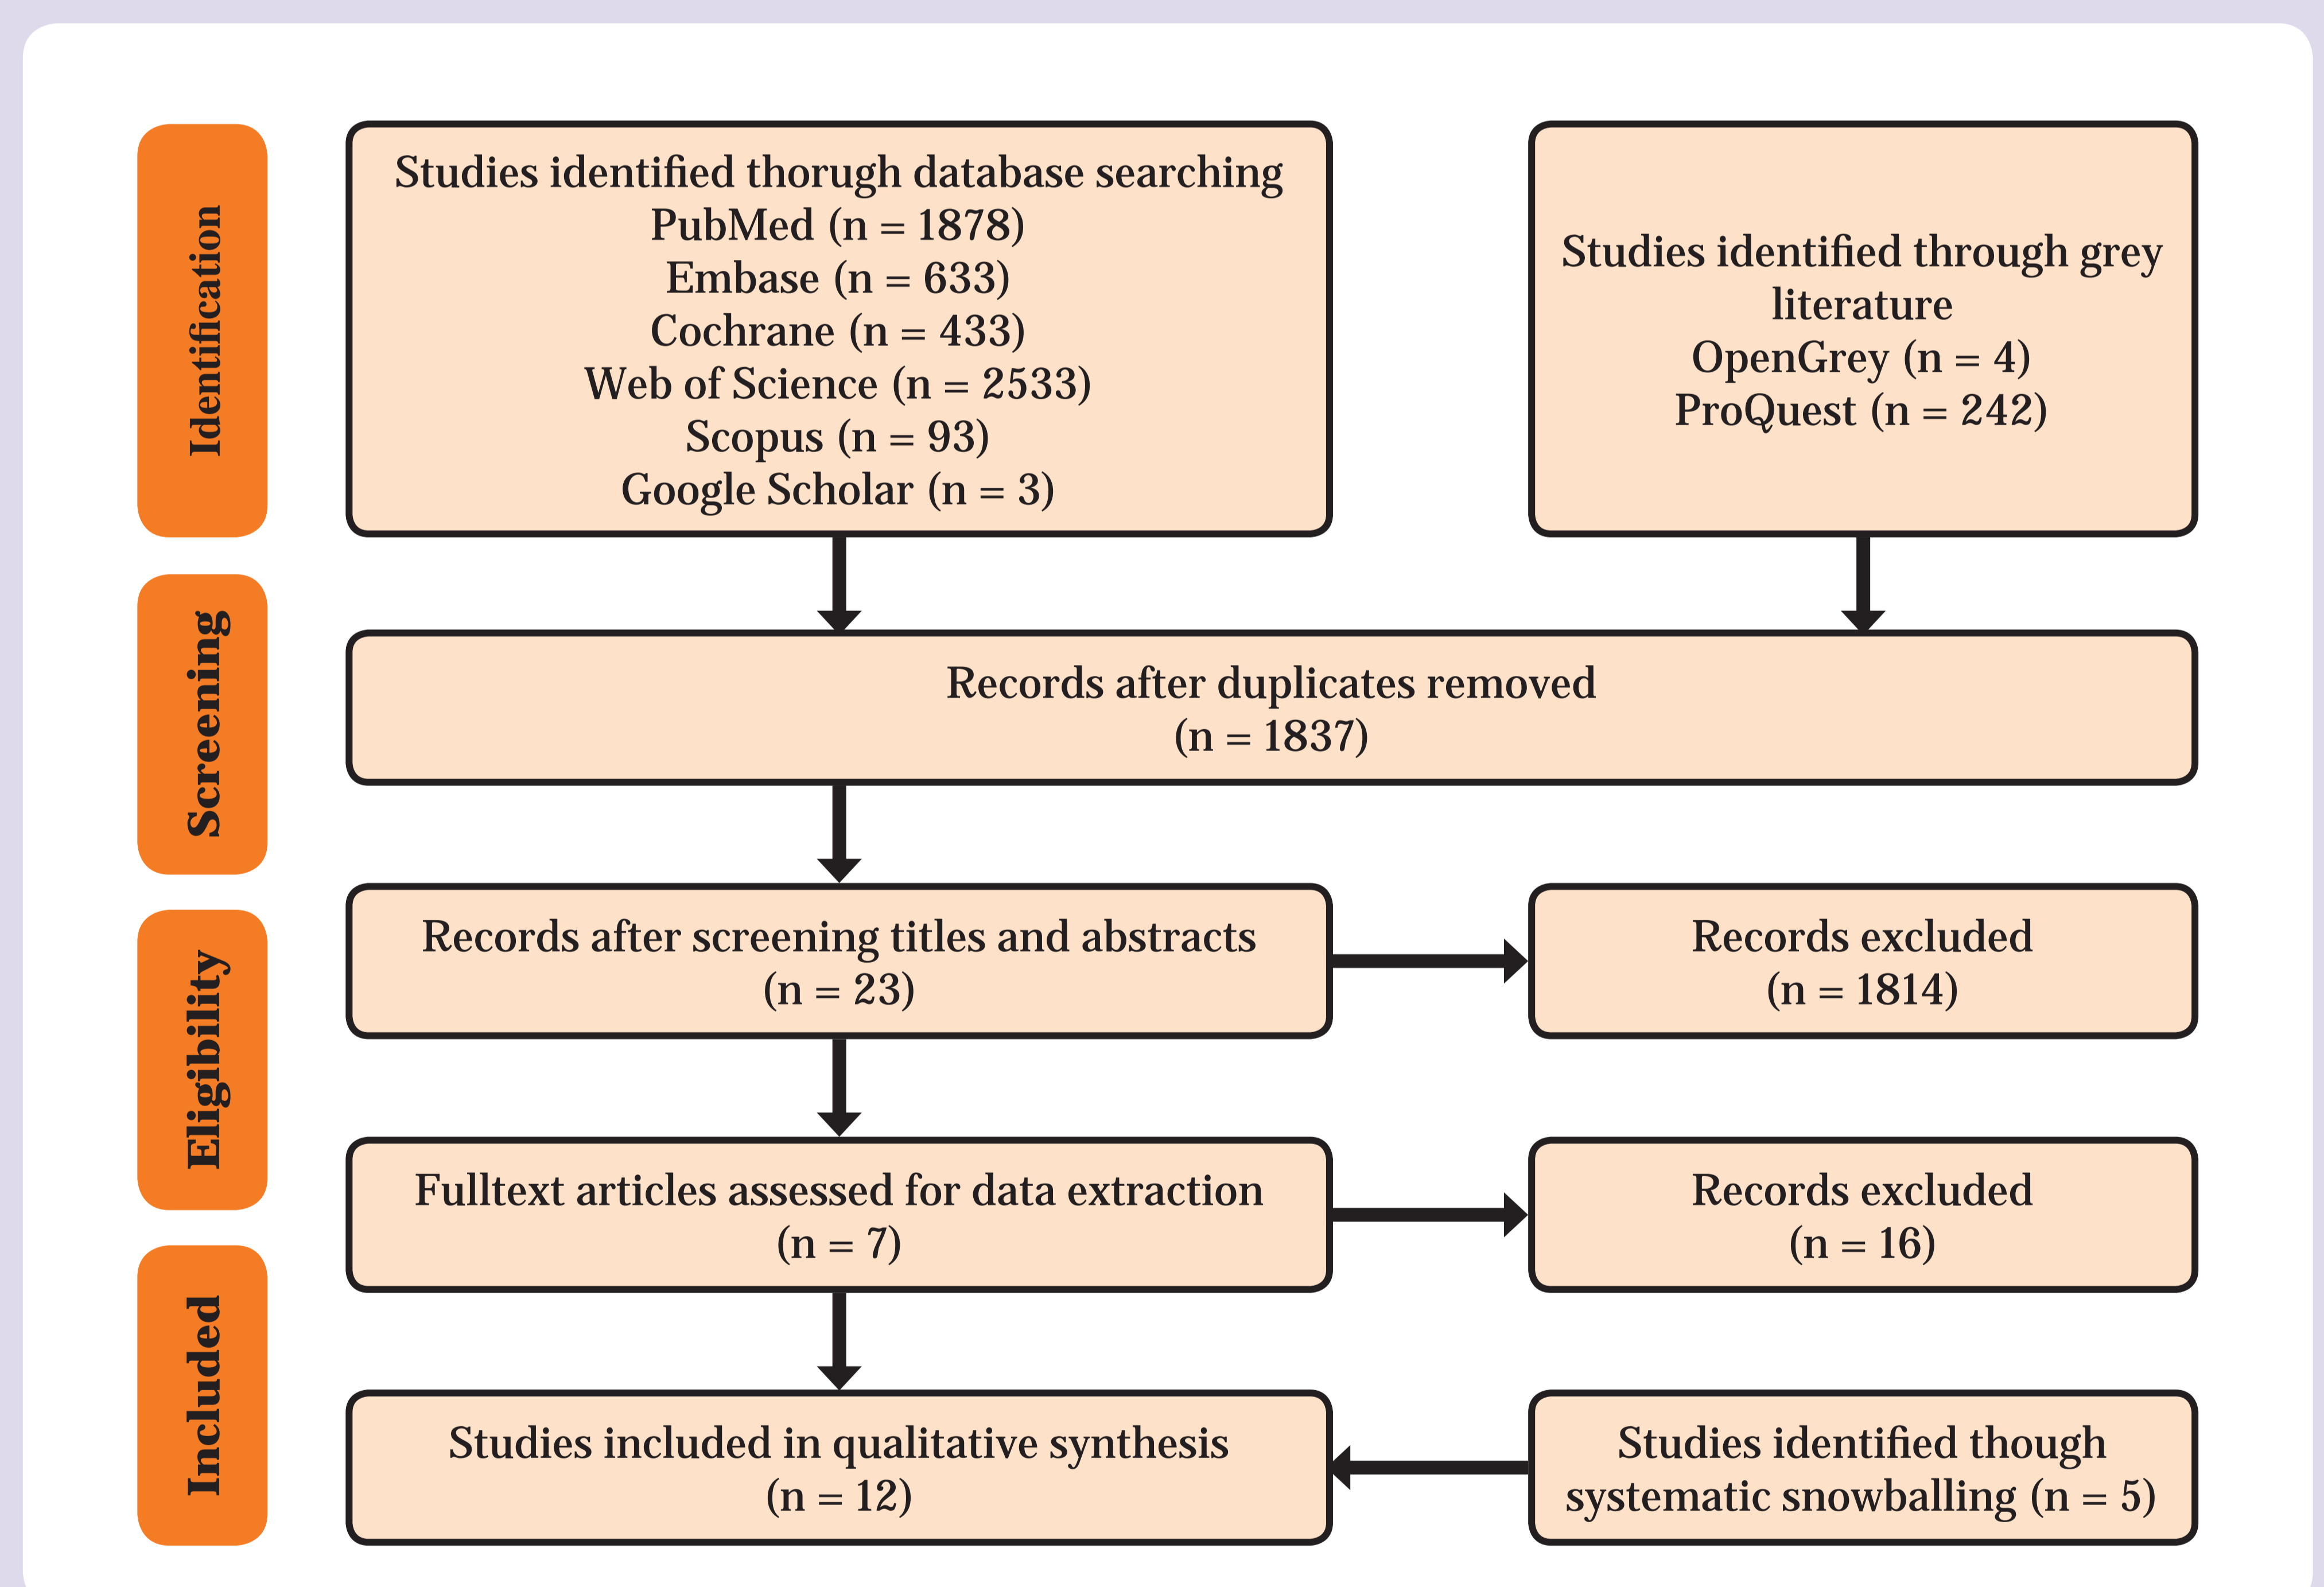 Identification
Studies identified thorugh database searching
PubMed (n = 1878)
Embase (n = 633)
Cochrane (n = 433)
Web of Science (n = 2533)
Scopus (n = 93)
Google Scholar (n = 3)
Studies identified through grey
literature
OpenGrey (n = 4)
ProQuest (n = 242)
Screening
Records after duplicates removed
(n = 1837)
Eligibility
Records after screening titles and abstracts
(n = 23)
Records excluded
(n = 1814)
Fulltext articles assessed for data extraction
(n = 7)
Records excluded
(n = 16)
Included
Studies included in qualitative synthesis
(n = 12)
Studies identified though
systematic snowballing (n = 5)